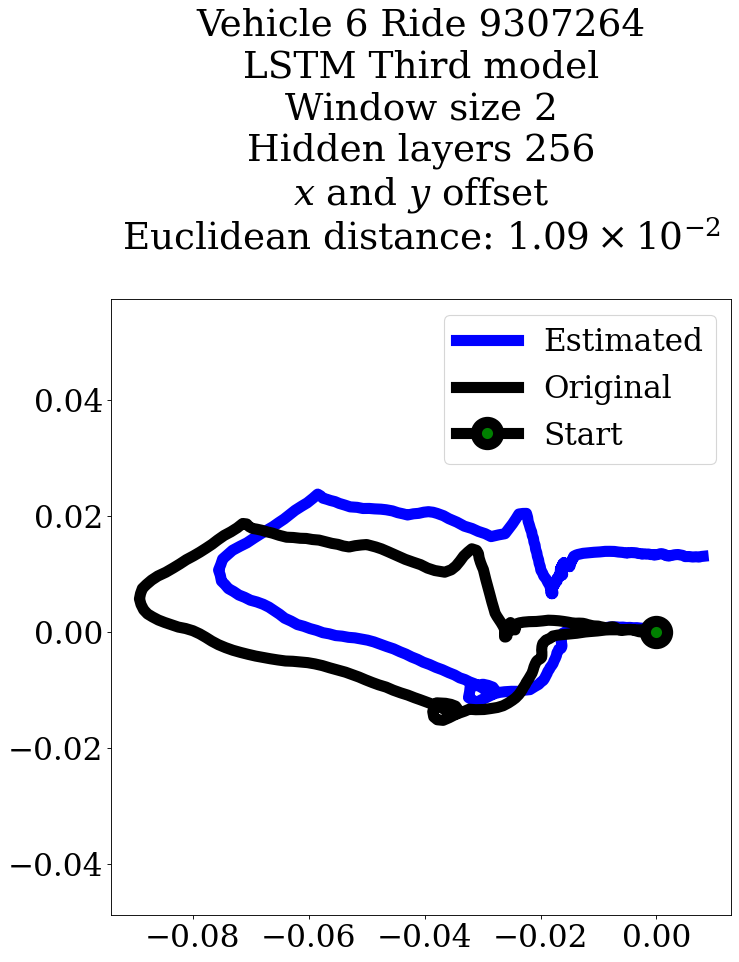 Vehicle 6 Ride 9307264
LSTM Third model
Window size 2
Hidden layers 256
x and y offset
Euclidean distance: 1.09 × 10⁻²
Estimated
Original
Start
0.04
0.02
0.00
−0.02
−0.04
−0.08 −0.06 −0.04 −0.02 0.00